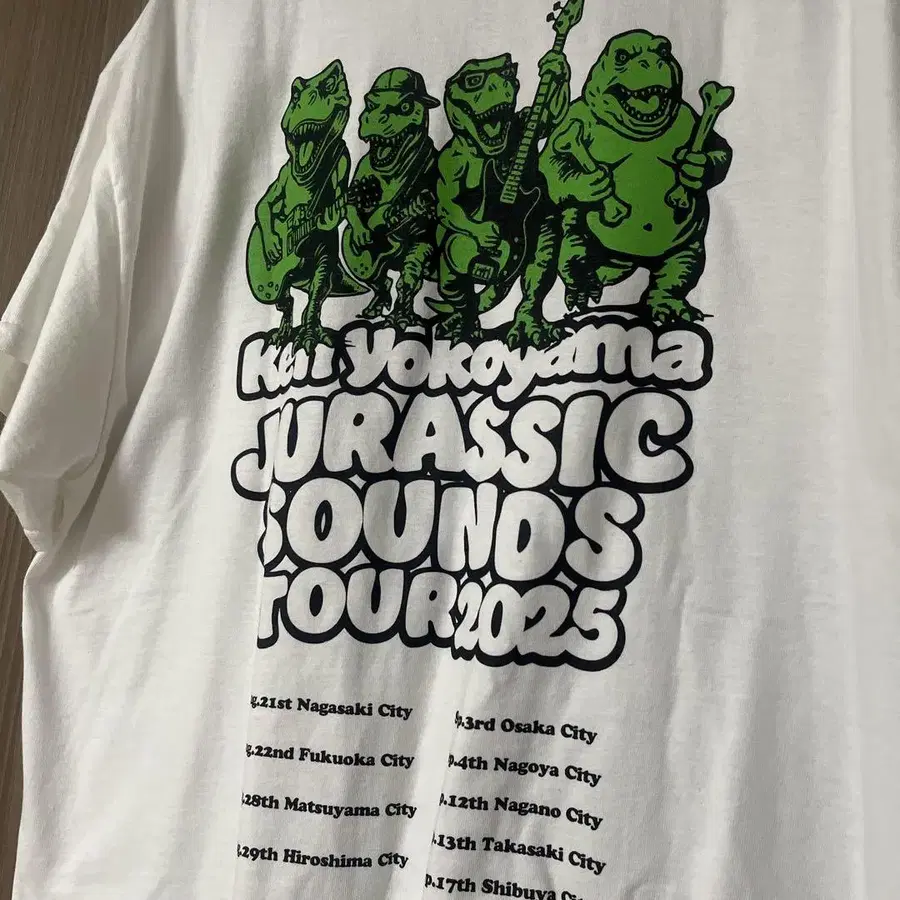 Ken Yokoyama
JURASSIC
SOUNDS
TOUR 2025
g.21st Nagasaki City
g.22nd Fukuoka City
.28th Matsuyama City
.29th Hiroshima City
p.3rd Osaka City
p.4th Nagoya City
p.12th Nagano City
.13th Takasaki City
p.17th Shibuya Ci